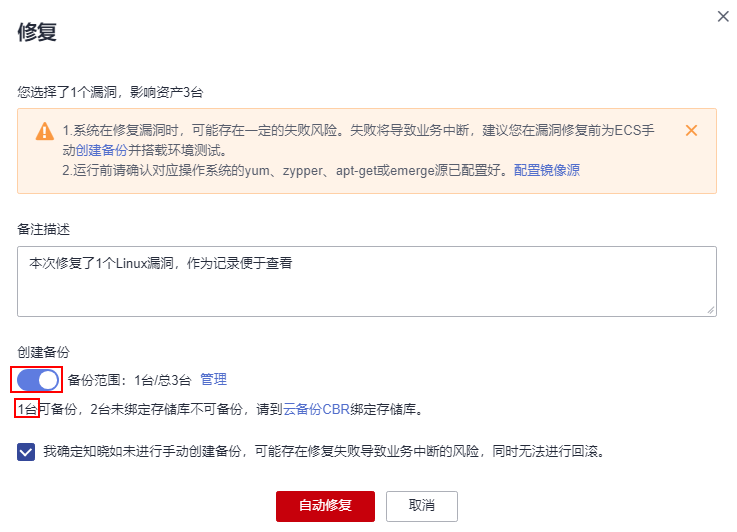 修复
您选择了1个漏洞，影响资产3台
1.系统在修复漏洞时，可能存在一定的失败风险。失败将导致业务中断，建议您在漏洞修复前为ECS手
动创建备份并搭载环境测试。
2.运行前请确认对应操作系统的yum、zypper、apt-get或emerge源已配置好。配置镜像源
备注描述
本次修复了1个Linux漏洞，作为记录便于查看
创建备份
备份范围：1台/总3台 管理
1台可备份，2台未绑定存储库不可备份，请到云备份CBR绑定存储库。
我确定知晓如未进行手动创建备份，可能存在修复失败导致业务中断的风险，同时无法进行回滚。
自动修复 取消